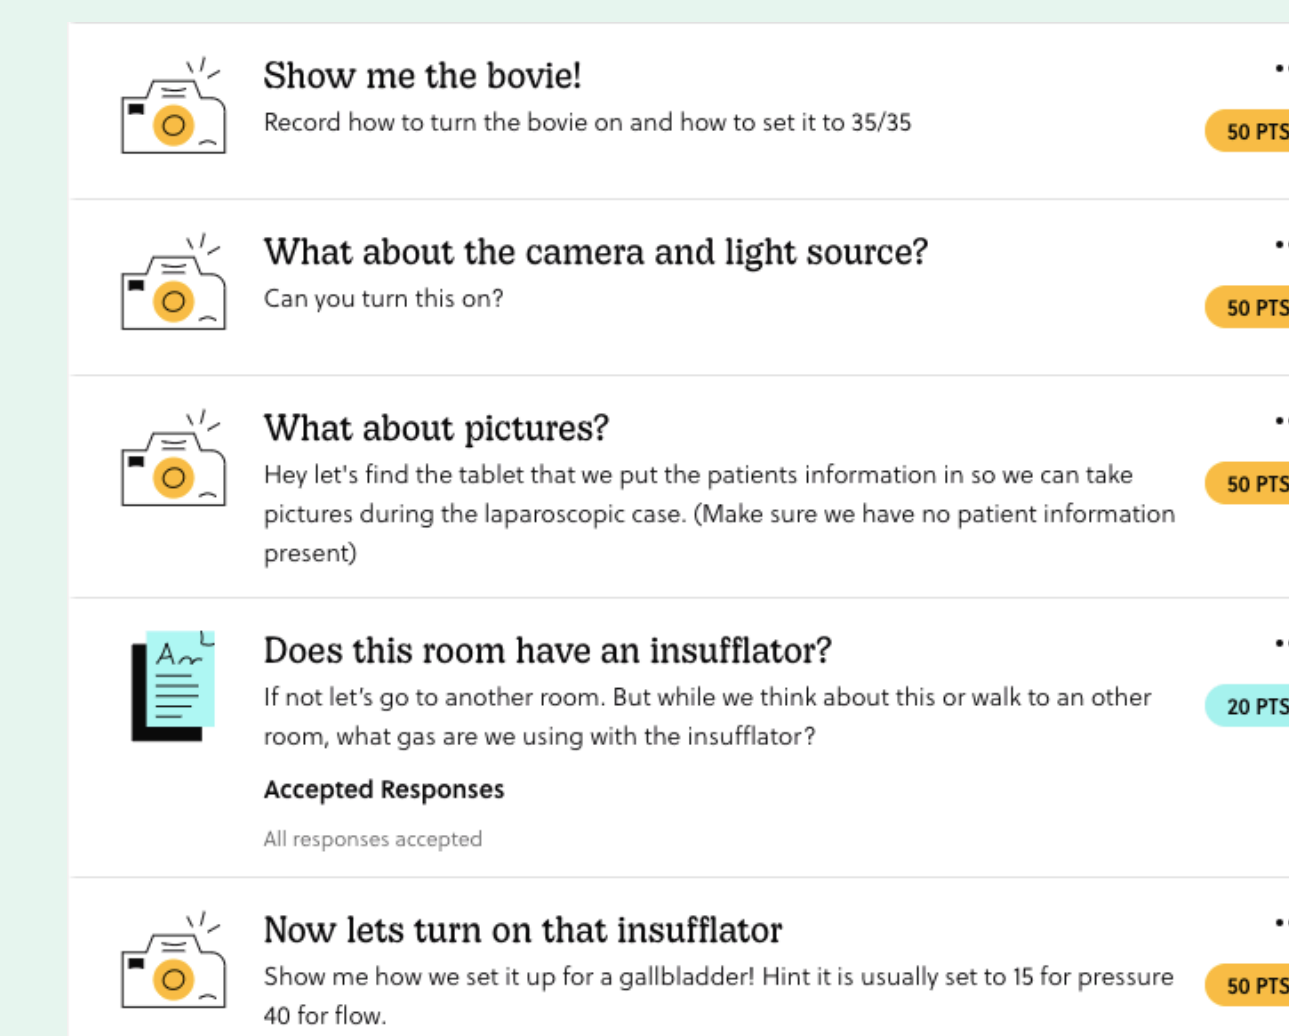 Show me the bovie!
Record how to turn the bovie on and how to set it to 35/35
50 PTS
What about the camera and light source?
Can you turn this on?
50 PTS
What about pictures?
Hey let's find the tablet that we put the patients information in so we can take
pictures during the laparoscopic case. (Make sure we have no patient information
present)
50 PTS
Does this room have an insufflator?
If not let's go to another room. But while we think about this or walk to an other
room, what gas are we using with the insufflator?
20 PTS
Accepted Responses
All responses accepted
Now lets turn on that insufflator
Show me how we set it up for a gallbladder! Hint it is usually set to 15 for pressure
40 for flow.
50 PTS